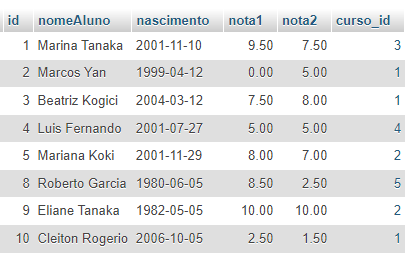 id nomeAluno nascimento nota1 nota2 curso_id
1 Marina Tanaka 2001-11-10 9.50 7.50 3
2 Marcos Yan 1999-04-12 0.00 5.00 1
3 Beatriz Kogici 2004-03-12 7.50 8.00 1
4 Luis Fernando 2001-07-27 5.00 5.00 4
5 Mariana Koki 2001-11-29 8.00 7.00 2
8 Roberto Garcia 1980-06-05 8.50 2.50 5
9 Eliane Tanaka 1982-05-05 10.00 10.00 2
10 Cleiton Rogerio 2006-10-05 2.50 1.50 1